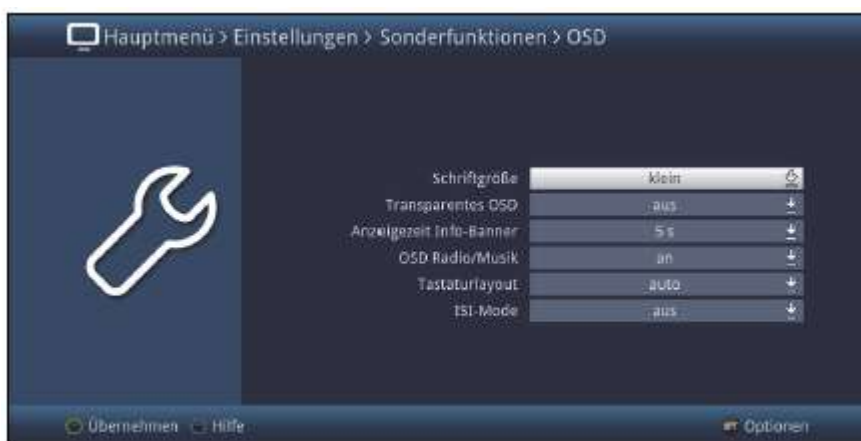 Hauptmenü > Einstellungen > Sonderfunktionen > OSD
Schriftgröße klein
Transparentes OSD aus
Anzeigezeit Info-Banner 5 s
OSD Radio/Musik an
Tastaturlayout auto
ISI-Mode aus
Übernehmen Hilfe Optionen